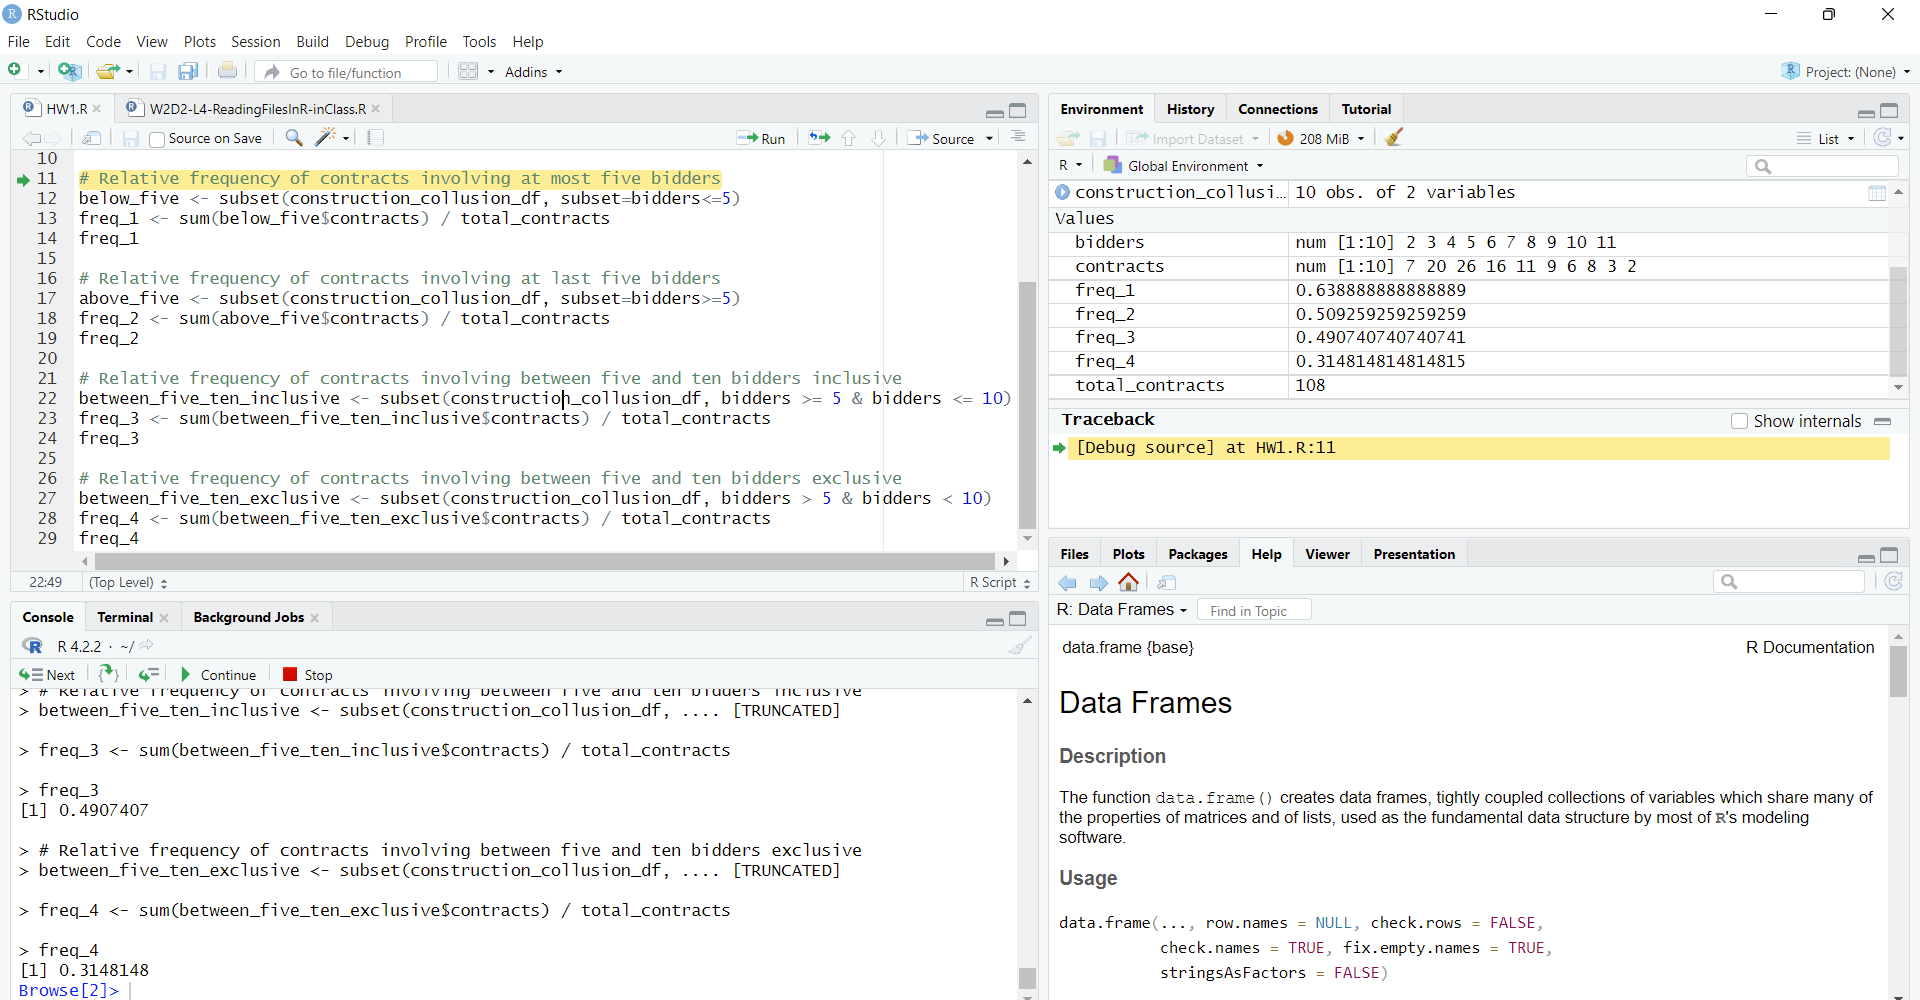 RStudio
File Edit Code View Plots Session Build Debug Profile Tools Help
Go to file/function Addins Project: (None)
HW1.R W2D2-L4-ReadingFilesInR-inClass.R
Source on Save Run Source
10
11 # Relative frequency of contracts involving at most five bidders
12 below_five <- subset(construction_collusion_df, subset=bidders<=5)
13 freq_1 <- sum(below_five$contracts) / total_contracts
14 freq_1
15
16 # Relative frequency of contracts involving at last five bidders
17 above_five <- subset(construction_collusion_df, subset=bidders>=5)
18 freq_2 <- sum(above_five$contracts) / total_contracts
19 freq_2
20
21 # Relative frequency of contracts involving between five and ten bidders inclusive
22 between_five_ten_inclusive <- subset(construction_collusion_df, bidders >= 5 & bidders <= 10)
23 freq_3 <- sum(between_five_ten_inclusive$contracts) / total_contracts
24 freq_3
25
26 # Relative frequency of contracts involving between five and ten bidders exclusive
27 between_five_ten_exclusive <- subset(construction_collusion_df, bidders > 5 & bidders < 10)
28 freq_4 <- sum(between_five_ten_exclusive$contracts) / total_contracts
29 freq_4
22:49 (Top Level) R Script
Console Terminal Background Jobs
R 4.2.2 · ~/
Next Continue Stop
> # Relative frequency of contracts involving between five and ten bidders inclusive
> between_five_ten_inclusive <- subset(construction_collusion_df, .... [TRUNCATED]
> freq_3 <- sum(between_five_ten_inclusive$contracts) / total_contracts
> freq_3
[1] 0.4907407
> # Relative frequency of contracts involving between five and ten bidders exclusive
> between_five_ten_exclusive <- subset(construction_collusion_df, .... [TRUNCATED]
> freq_4 <- sum(between_five_ten_exclusive$contracts) / total_contracts
> freq_4
[1] 0.3148148
Browse[2]>
Environment History Connections Tutorial
Import Dataset 208 MiB List
R Global Environment
construction_collusi… 10 obs. of 2 variables
Values
bidders num [1:10] 2 3 4 5 6 7 8 9 10 11
contracts num [1:10] 7 20 26 16 11 9 6 8 3 2
freq_1 0.638888888888889
freq_2 0.509259259259259
freq_3 0.490740740740741
freq_4 0.314814814814815
total_contracts 108
Traceback Show internals
[Debug source] at HW1.R:11
Files Plots Packages Help Viewer Presentation
R: Data Frames Find in Topic
data.frame {base} R Documentation
Data Frames
Description
The function data.frame() creates data frames, tightly coupled collections of variables which share many of
the properties of matrices and of lists, used as the fundamental data structure by most of R's modeling
software.
Usage
data.frame(..., row.names = NULL, check.rows = FALSE,
check.names = TRUE, fix.empty.names = TRUE,
stringsAsFactors = FALSE)